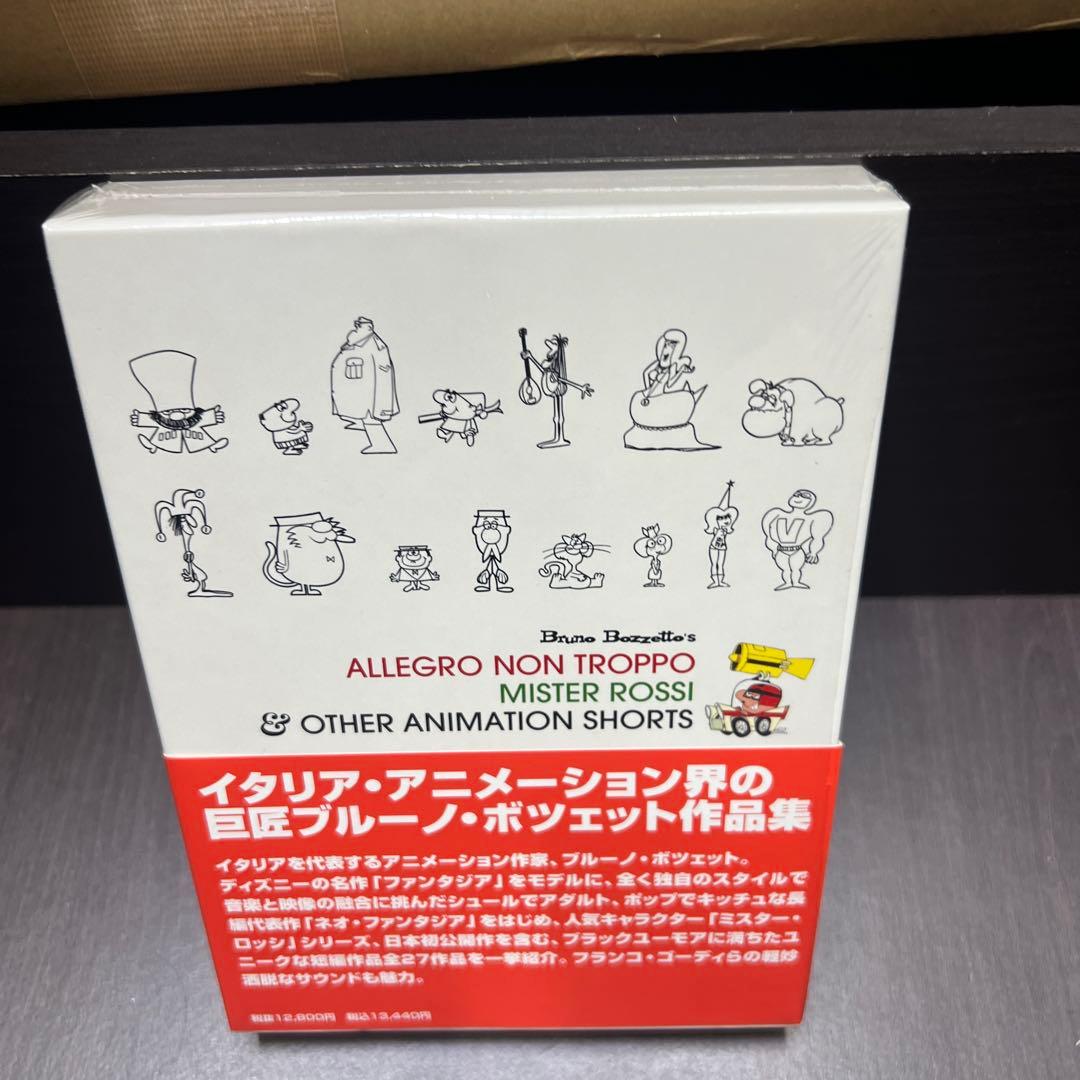 Bruno Bozzetto's
ALLEGRO NON TROPPO
MISTER ROSSI
& OTHER ANIMATION SHORTS
イタリア・アニメーション界の
巨匠ブルーノ・ボツェット作品集
イタリアを代表するアニメーション作家、ブルーノ・ボツェット。
ディズニーの名作「ファンタジア」をモデルに、全く独自のスタイルで
音楽と映像の融合に挑んだシュールでアダルト、ポップでキッチュな長
編代表作「ネオ・ファンタジア」をはじめ、人気キャラクター「ミスター・
ロッシ」シリーズ、日本初公開作を含む、ブラックユーモアに満ちたユ
ニークな短編作品全27作品を一挙紹介。フランコ・ゴーディらの軽妙
洒脱なサウンドも魅力。
税抜12,800円 税込13,440円
V